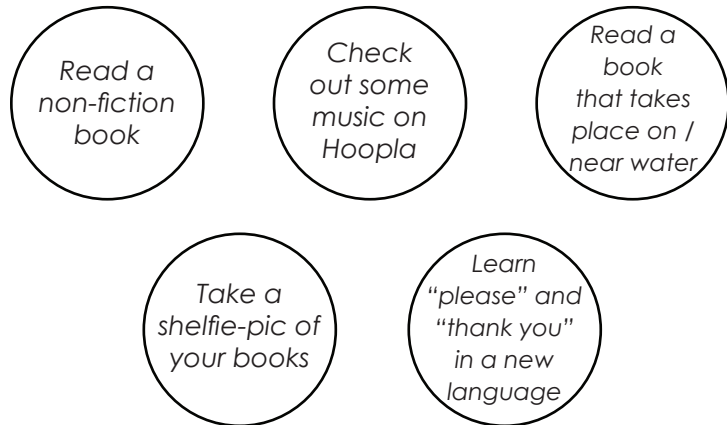 Read a
non-fiction
book
Check
out some
music on
Hoopla
Read a
book
that takes
place on /
near water
Take a
shelfie-pic of
your books
Learn
“please” and
“thank you”
in a new
language